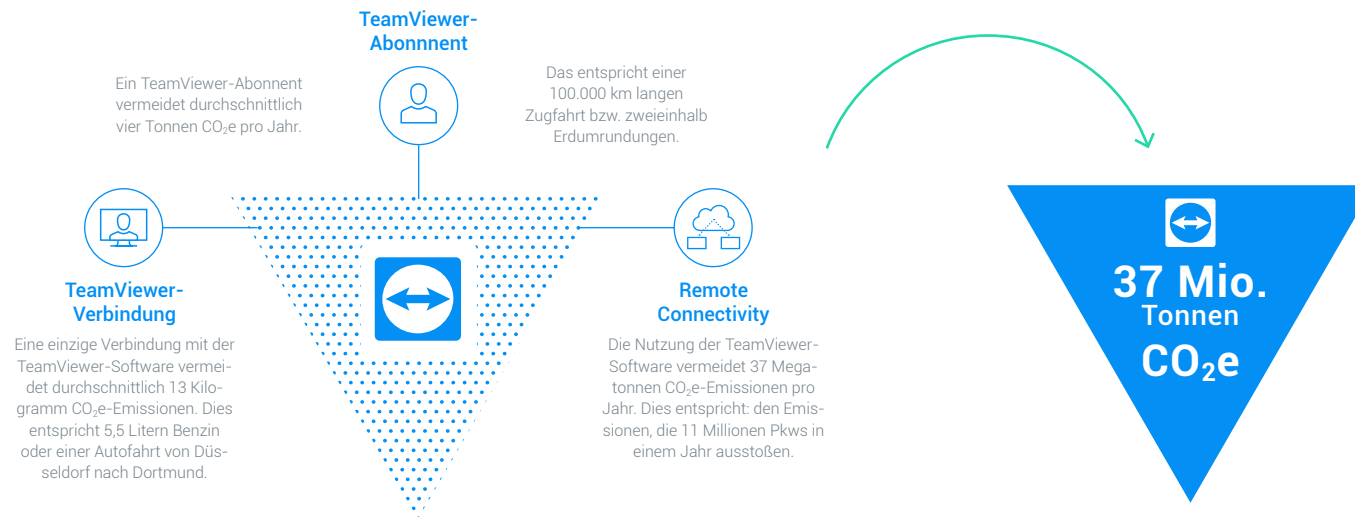 TeamViewer-
Abonnnent
Ein TeamViewer-Abonnent
vermeidet durchschnittlich
vier Tonnen CO₂e pro Jahr.
Das entspricht einer
100.000 km langen
Zugfahrt bzw. zweieinhalb
Erdumrundungen.
TeamViewer-
Verbindung
Eine einzige Verbindung mit der
TeamViewer-Software vermei-
det durchschnittlich 13 Kilo-
gramm CO₂e-Emissionen. Dies
entspricht 5,5 Litern Benzin
oder einer Autofahrt von Düs-
seldorf nach Dortmund.
Remote
Connectivity
Die Nutzung der TeamViewer-
Software vermeidet 37 Mega-
tonnen CO₂e-Emissionen pro
Jahr. Dies entspricht: den Emis-
sionen, die 11 Millionen Pkws in
einem Jahr ausstoßen.
37 Mio.
Tonnen
CO₂e